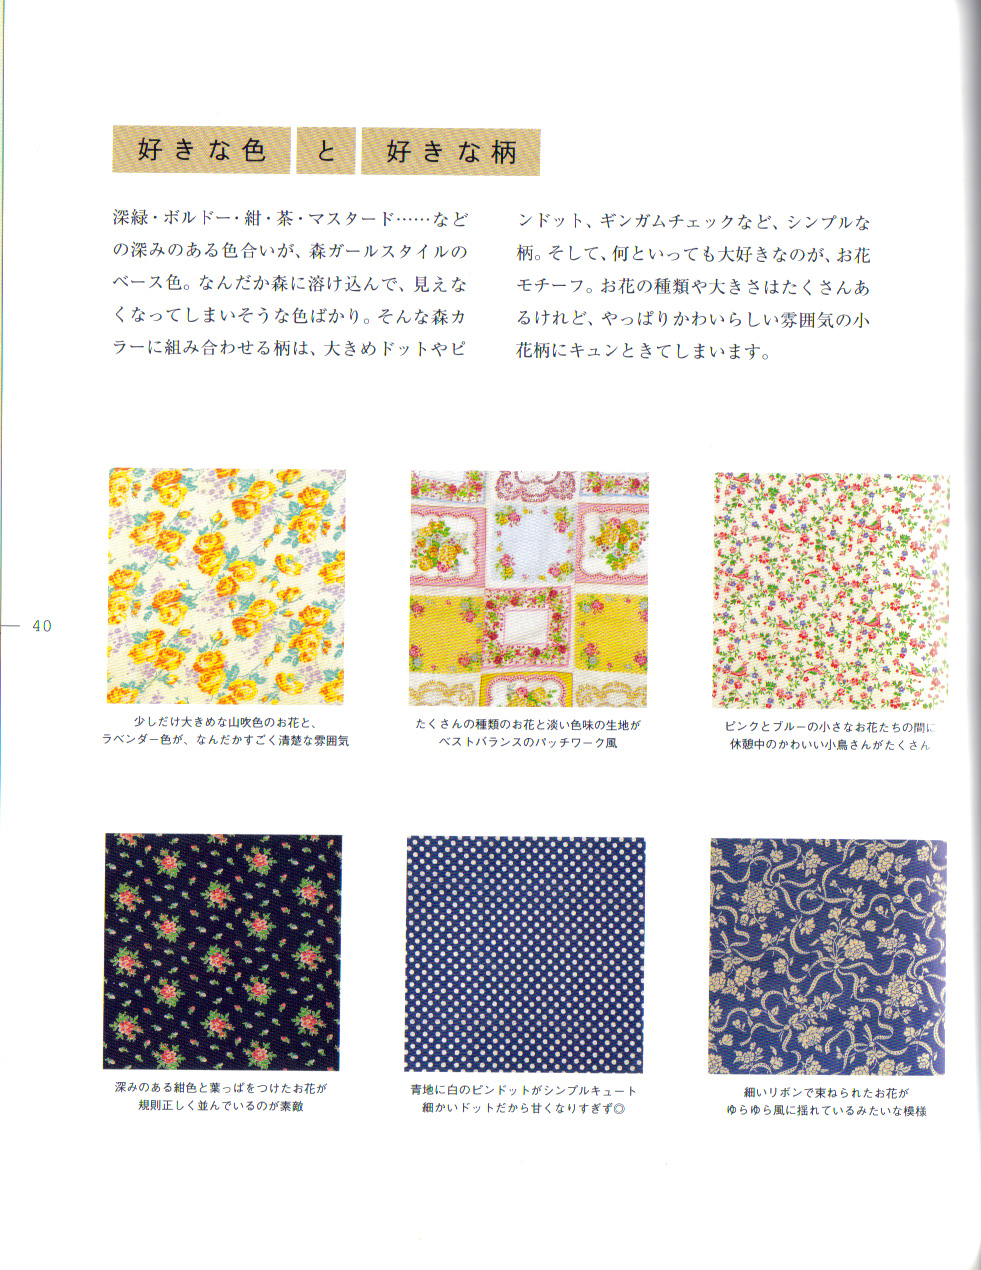 好きな色 と 好きな柄
深緑・ボルドー・紺・茶・マスタード……など
の深みのある色合いが、森ガールスタイルの
ベース色。なんだか森に溶け込んで、見えな
くなってしまいそうな色ばかり。そんな森カ
ラーに組み合わせる柄は、大きめドットやピ
ンドット、ギンガムチェックなど、シンプルな
柄。そして、何といっても大好きなのが、お花
モチーフ。お花の種類や大きさはたくさんあ
るけれど、やっぱりかわいらしい雰囲気の小
花柄にキュンときてしまいます。
40
少しだけ大きめな山吹色のお花と、
ラベンダー色が、なんだかすごく清楚な雰囲気
たくさんの種類のお花と淡い色味の生地が
ベストバランスのパッチワーク風
ピンクとブルーの小さなお花たちの間に
休憩中のかわいい小鳥さんがたくさん
深みのある紺色と葉っぱをつけたお花が
規則正しく並んでいるのが素敵
青地に白のピンドットがシンプルキュート
細かいドットだから甘くなりすぎず◎
細いリボンで束ねられたお花が
ゆらゆら風に揺れているみたいな模様